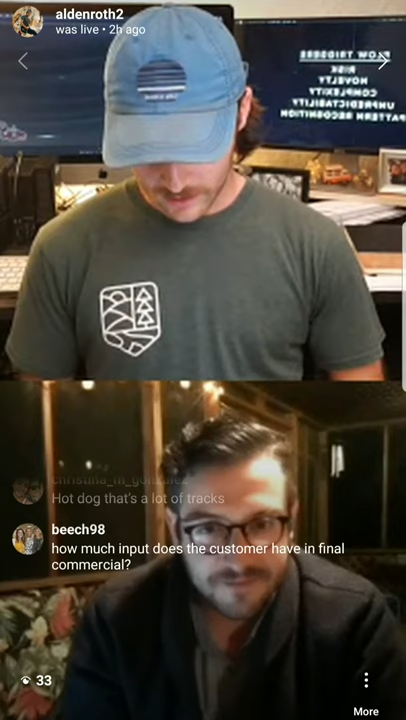 aldenroth2
was live • 2h ago
FLOW TRIGGERS
RISK
NOVELTY
COMPLEXITY
UNPREDICTABILITY
PATTERN RECOGNITION
christina_m_gonzalez
Hot dog that's a lot of tracks
beech98
how much input does the customer have in final
commercial?
33
More